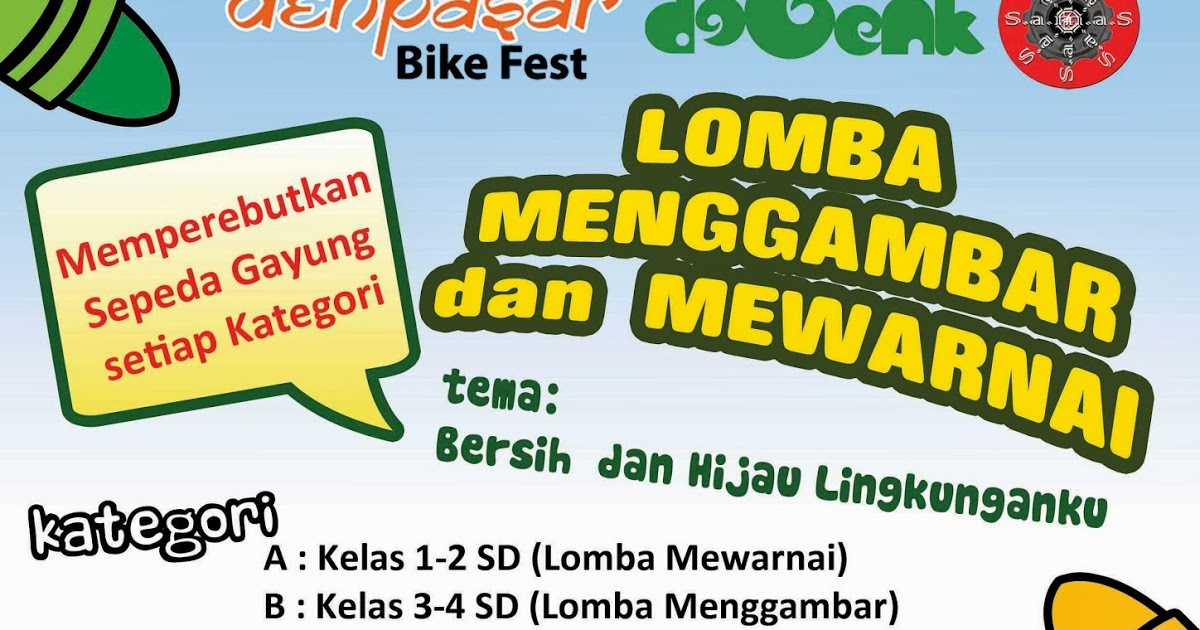 denpasar
Bike Fest
S.a.M.a.S
LOMBA
MENGGAMBAR
dan MEWARNAI
Memperebutkan
Sepeda Gayung
setiap Kategori
tema:
Bersih dan Hijau Lingkunganku
kategori
A : Kelas 1-2 SD (Lomba Mewarnai)
B : Kelas 3-4 SD (Lomba Menggambar)